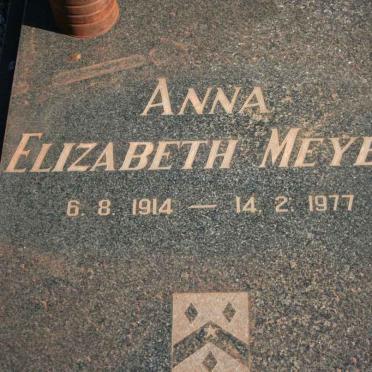 ANNA
ELIZABETH MEYE
6. 8. 1914 — 14. 2. 1977